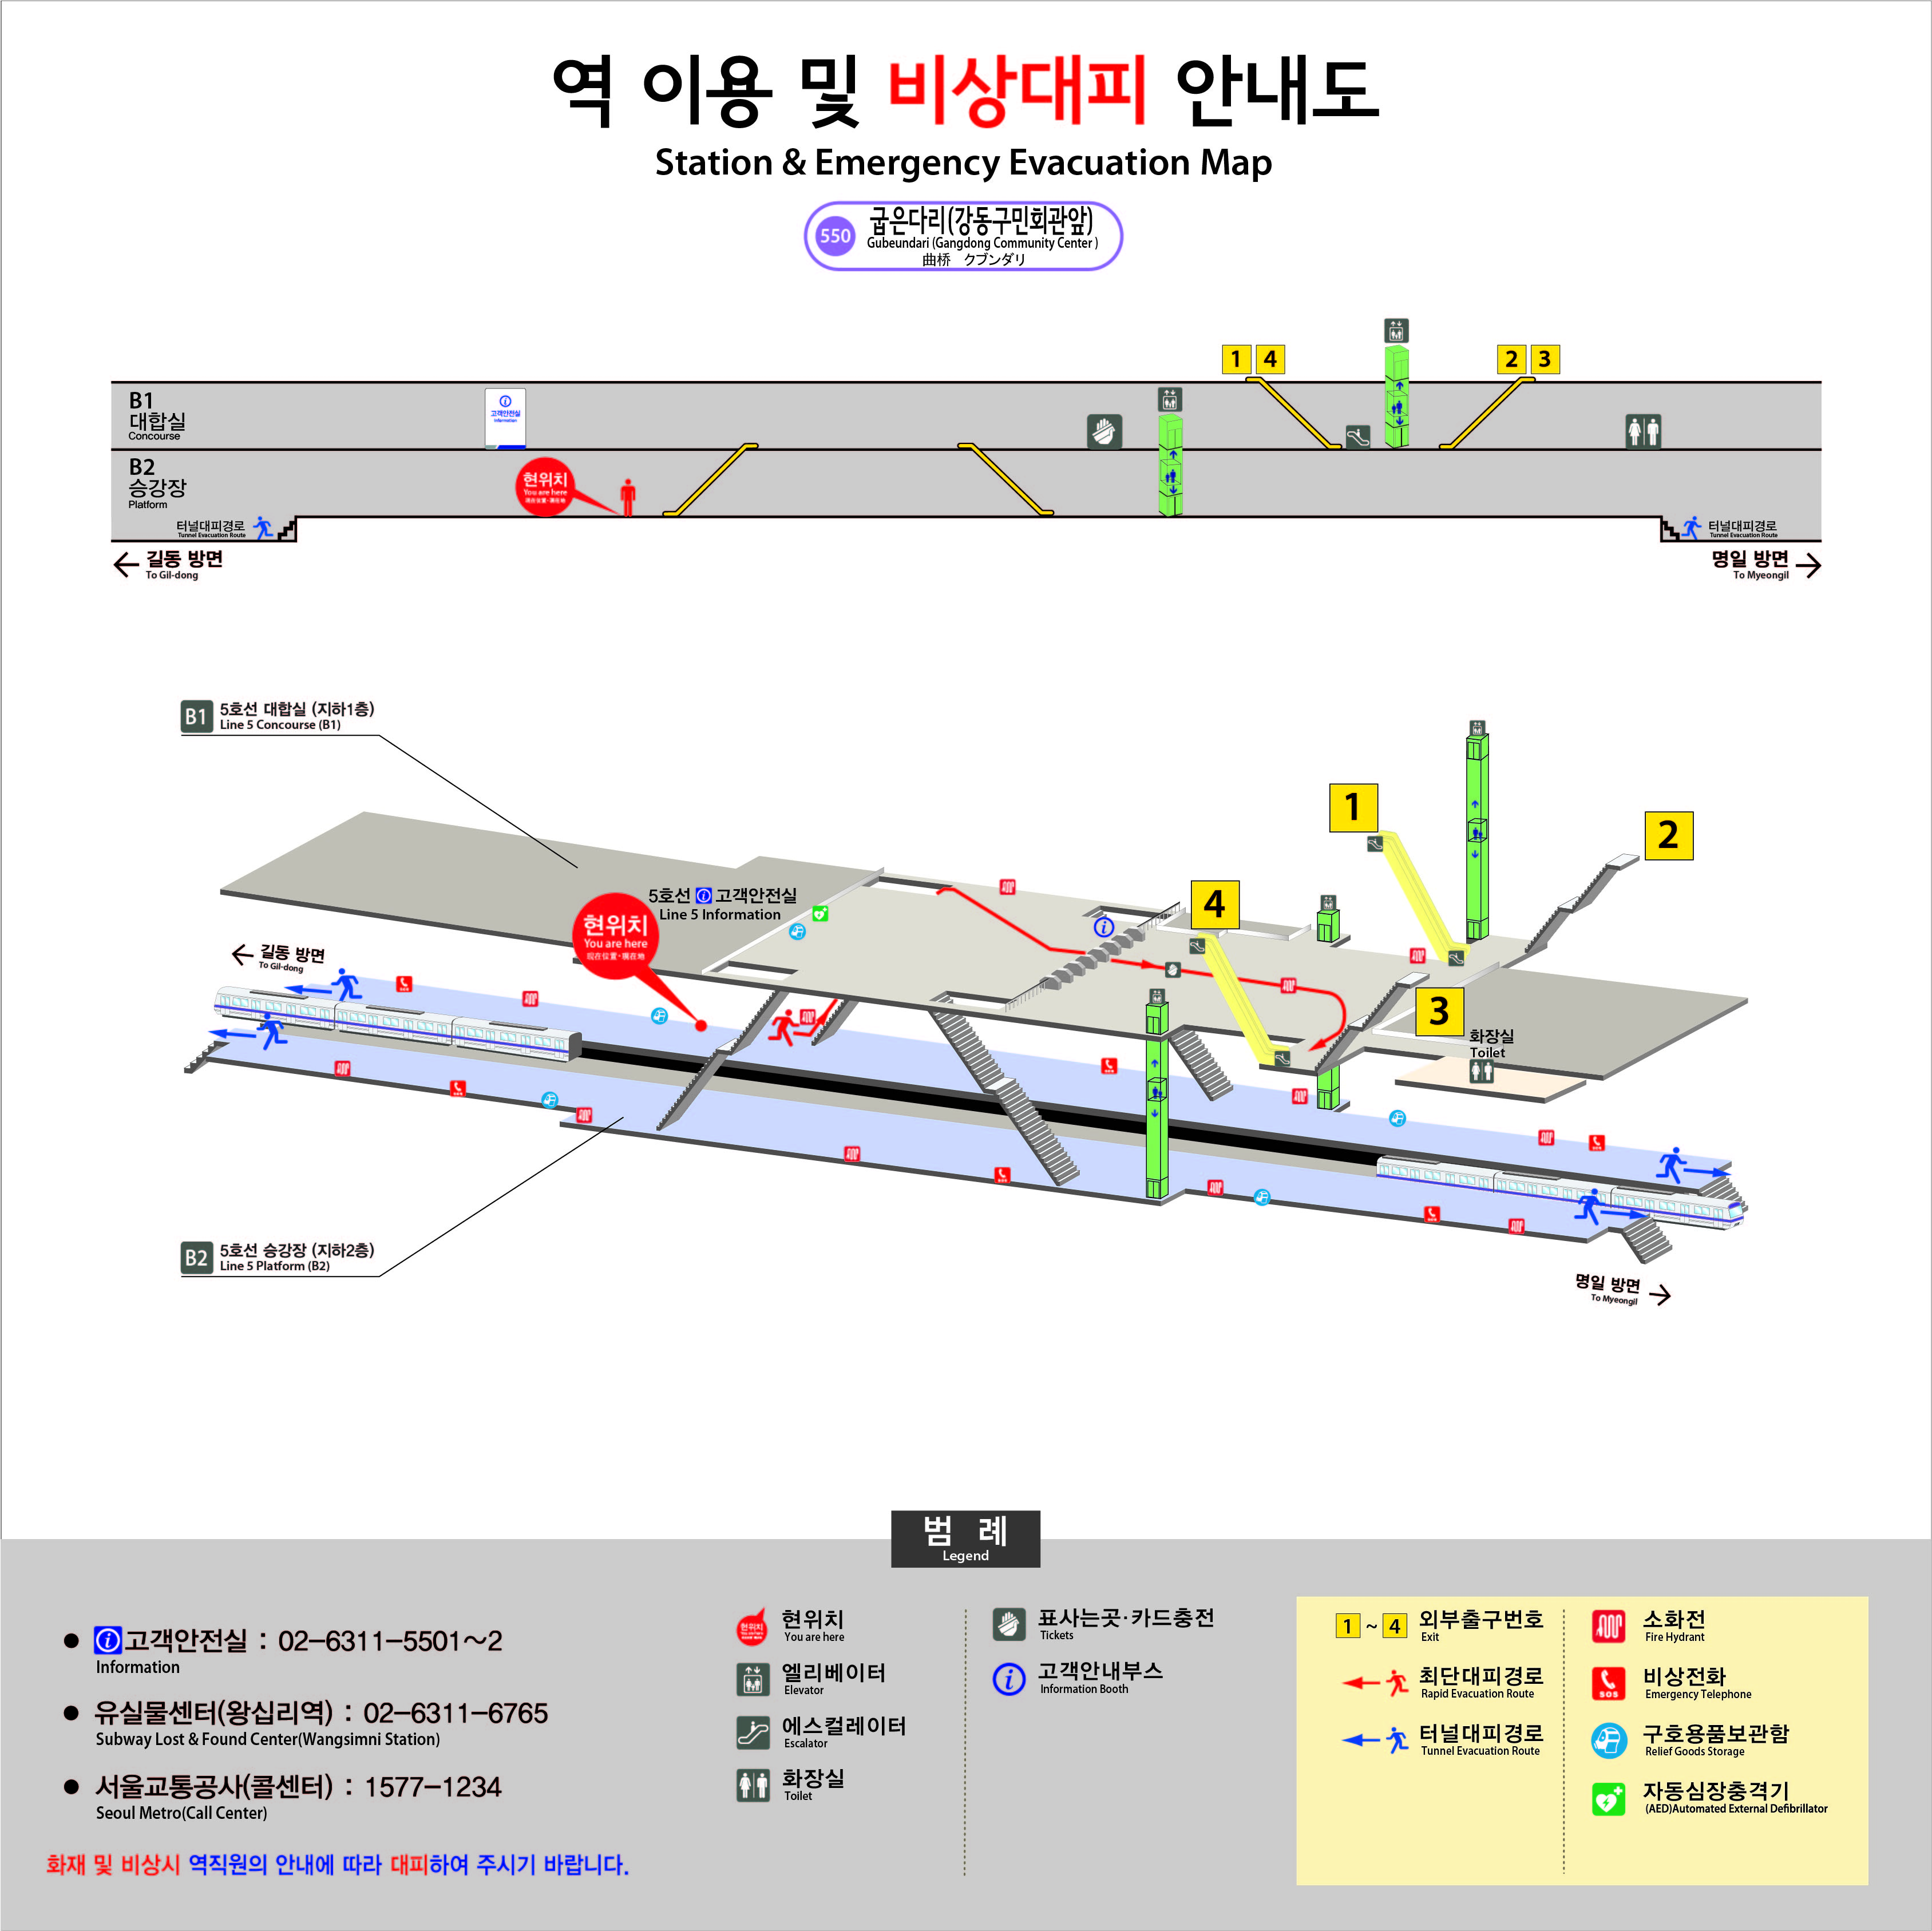 역 이용 및 비상대피 안내도
Station & Emergency Evacuation Map
550
굽은다리(강동구민회관앞)
Gubeundari (Gangdong Community Center )
曲桥 クブンダリ
1 4
2 3
B1
대합실
Concourse
고객안전실
Information
B2
승강장
Platform
현위치
You are here
터널대피경로
Tunnel Evacuation Route
터널대피경로
Tunnel Evacuation Route
← 길동 방면
To Gil-dong
명일 방면 →
To Myeongil
B1 5호선 대합실 (지하1층)
Line 5 Concourse (B1)
1
2
4
3
5호선 고객안전실
Line 5 Information
현위치
You are here
现在位置·現在地
← 길동 방면
To Gil-dong
화장실
Toilet
B2 5호선 승강장 (지하2층)
Line 5 Platform (B2)
명일 방면 →
To Myeongil
범 례
Legend
● 고객안전실 : 02-6311-5501~2
Information
● 유실물센터(왕십리역) : 02-6311-6765
Subway Lost & Found Center(Wangsimni Station)
● 서울교통공사(콜센터) : 1577-1234
Seoul Metro(Call Center)
화재 및 비상시 역직원의 안내에 따라 대피하여 주시기 바랍니다.
현위치
You are here
엘리베이터
Elevator
에스컬레이터
Escalator
화장실
Toilet
표사는곳·카드충전
Tickets
고객안내부스
Information Booth
1 ~ 4 외부출구번호
Exit
최단대피경로
Rapid Evacuation Route
터널대피경로
Tunnel Evacuation Route
소화전
Fire Hydrant
SOS
비상전화
Emergency Telephone
구호용품보관함
Relief Goods Storage
자동심장충격기
(AED)Automated External Defibrillator